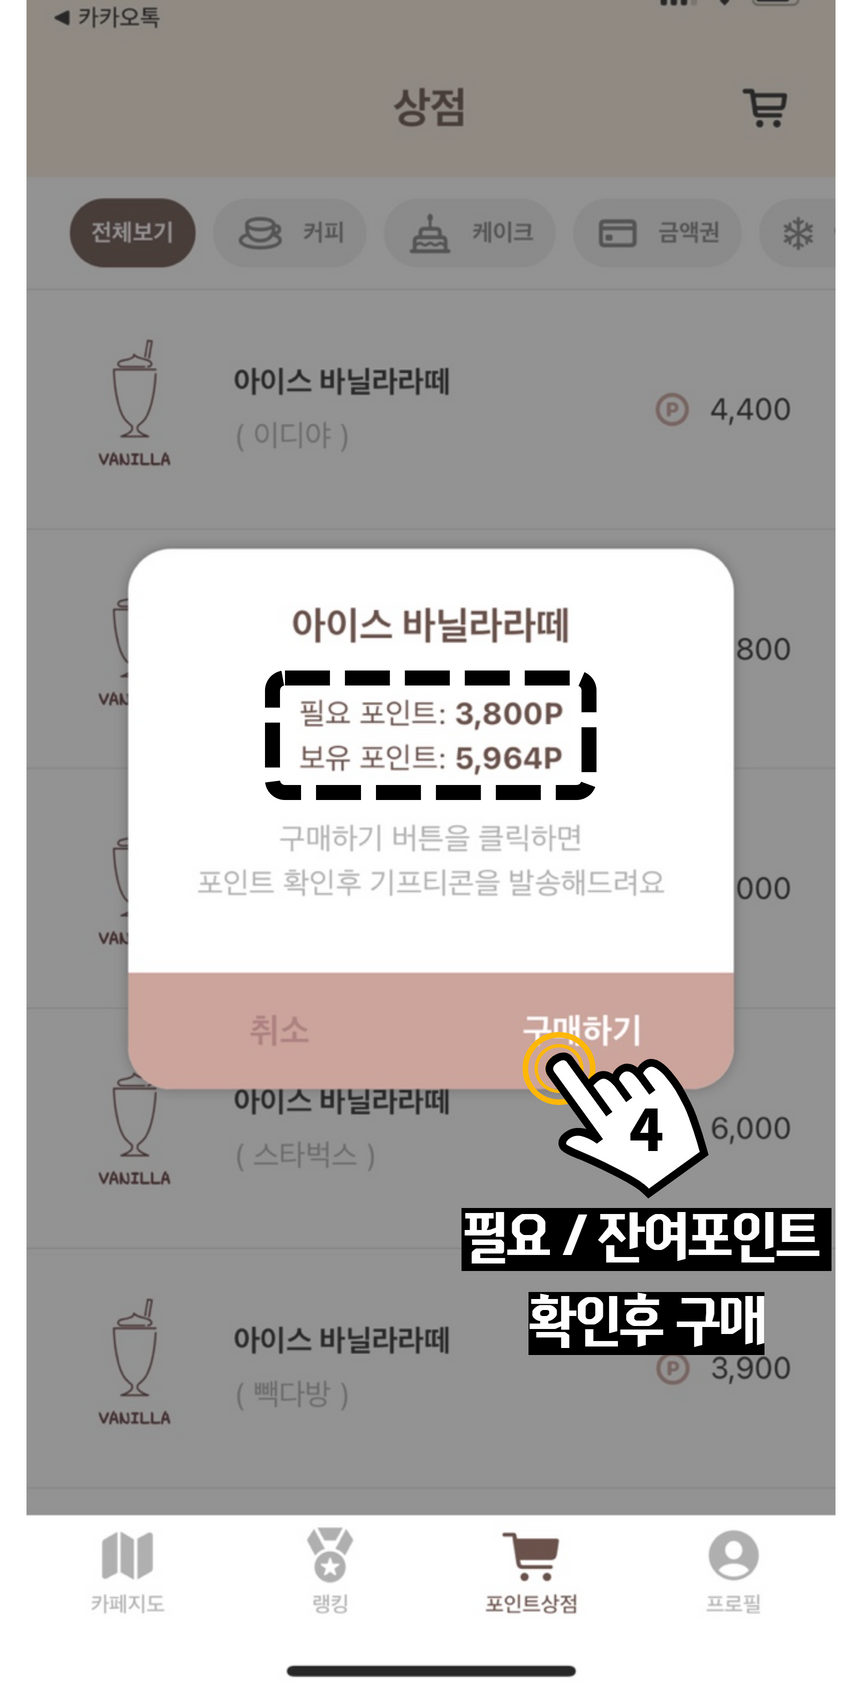 ◀ 카카오톡
상점
전체보기
커피
케이크
금액권
아이스 바닐라라떼
( 이디야 )
VANILLA
P 4,400
아이스 바닐라라떼
필요 포인트: 3,800P
보유 포인트: 5,964P
구매하기 버튼을 클릭하면
포인트 확인후 기프티콘을 발송해드려요
취소
구매하기
800
000
4
아이스 바닐라라떼
( 스타벅스 )
VANILLA
6,000
필요 / 잔여포인트
확인후 구매
아이스 바닐라라떼
( 빽다방 )
VANILLA
P 3,900
카페지도
랭킹
포인트상점
프로필